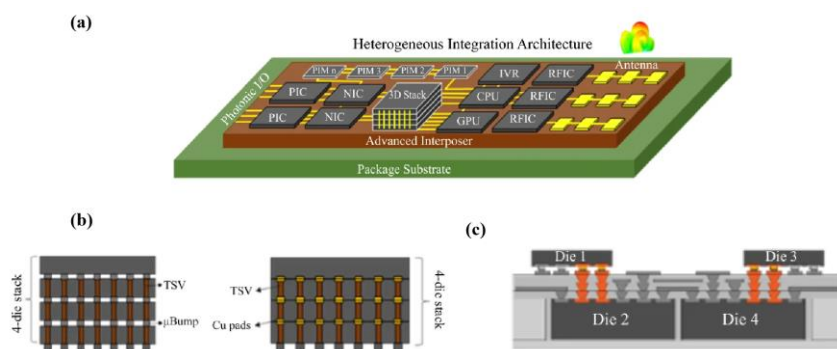 (a)
Heterogeneous Integration Architecture
Antenna
PIM n PIM 3 PIM 2 PIM 1
IVR RFIC
Photonic I/O
PIC NIC 3D Stack CPU RFIC
PIC NIC GPU RFIC
Advanced Interposer
Package Substrate
(b)
4-die stack
TSV
μBump
TSV
Cu pads
4-die stack
(c)
Die 1 Die 3
Die 2 Die 4